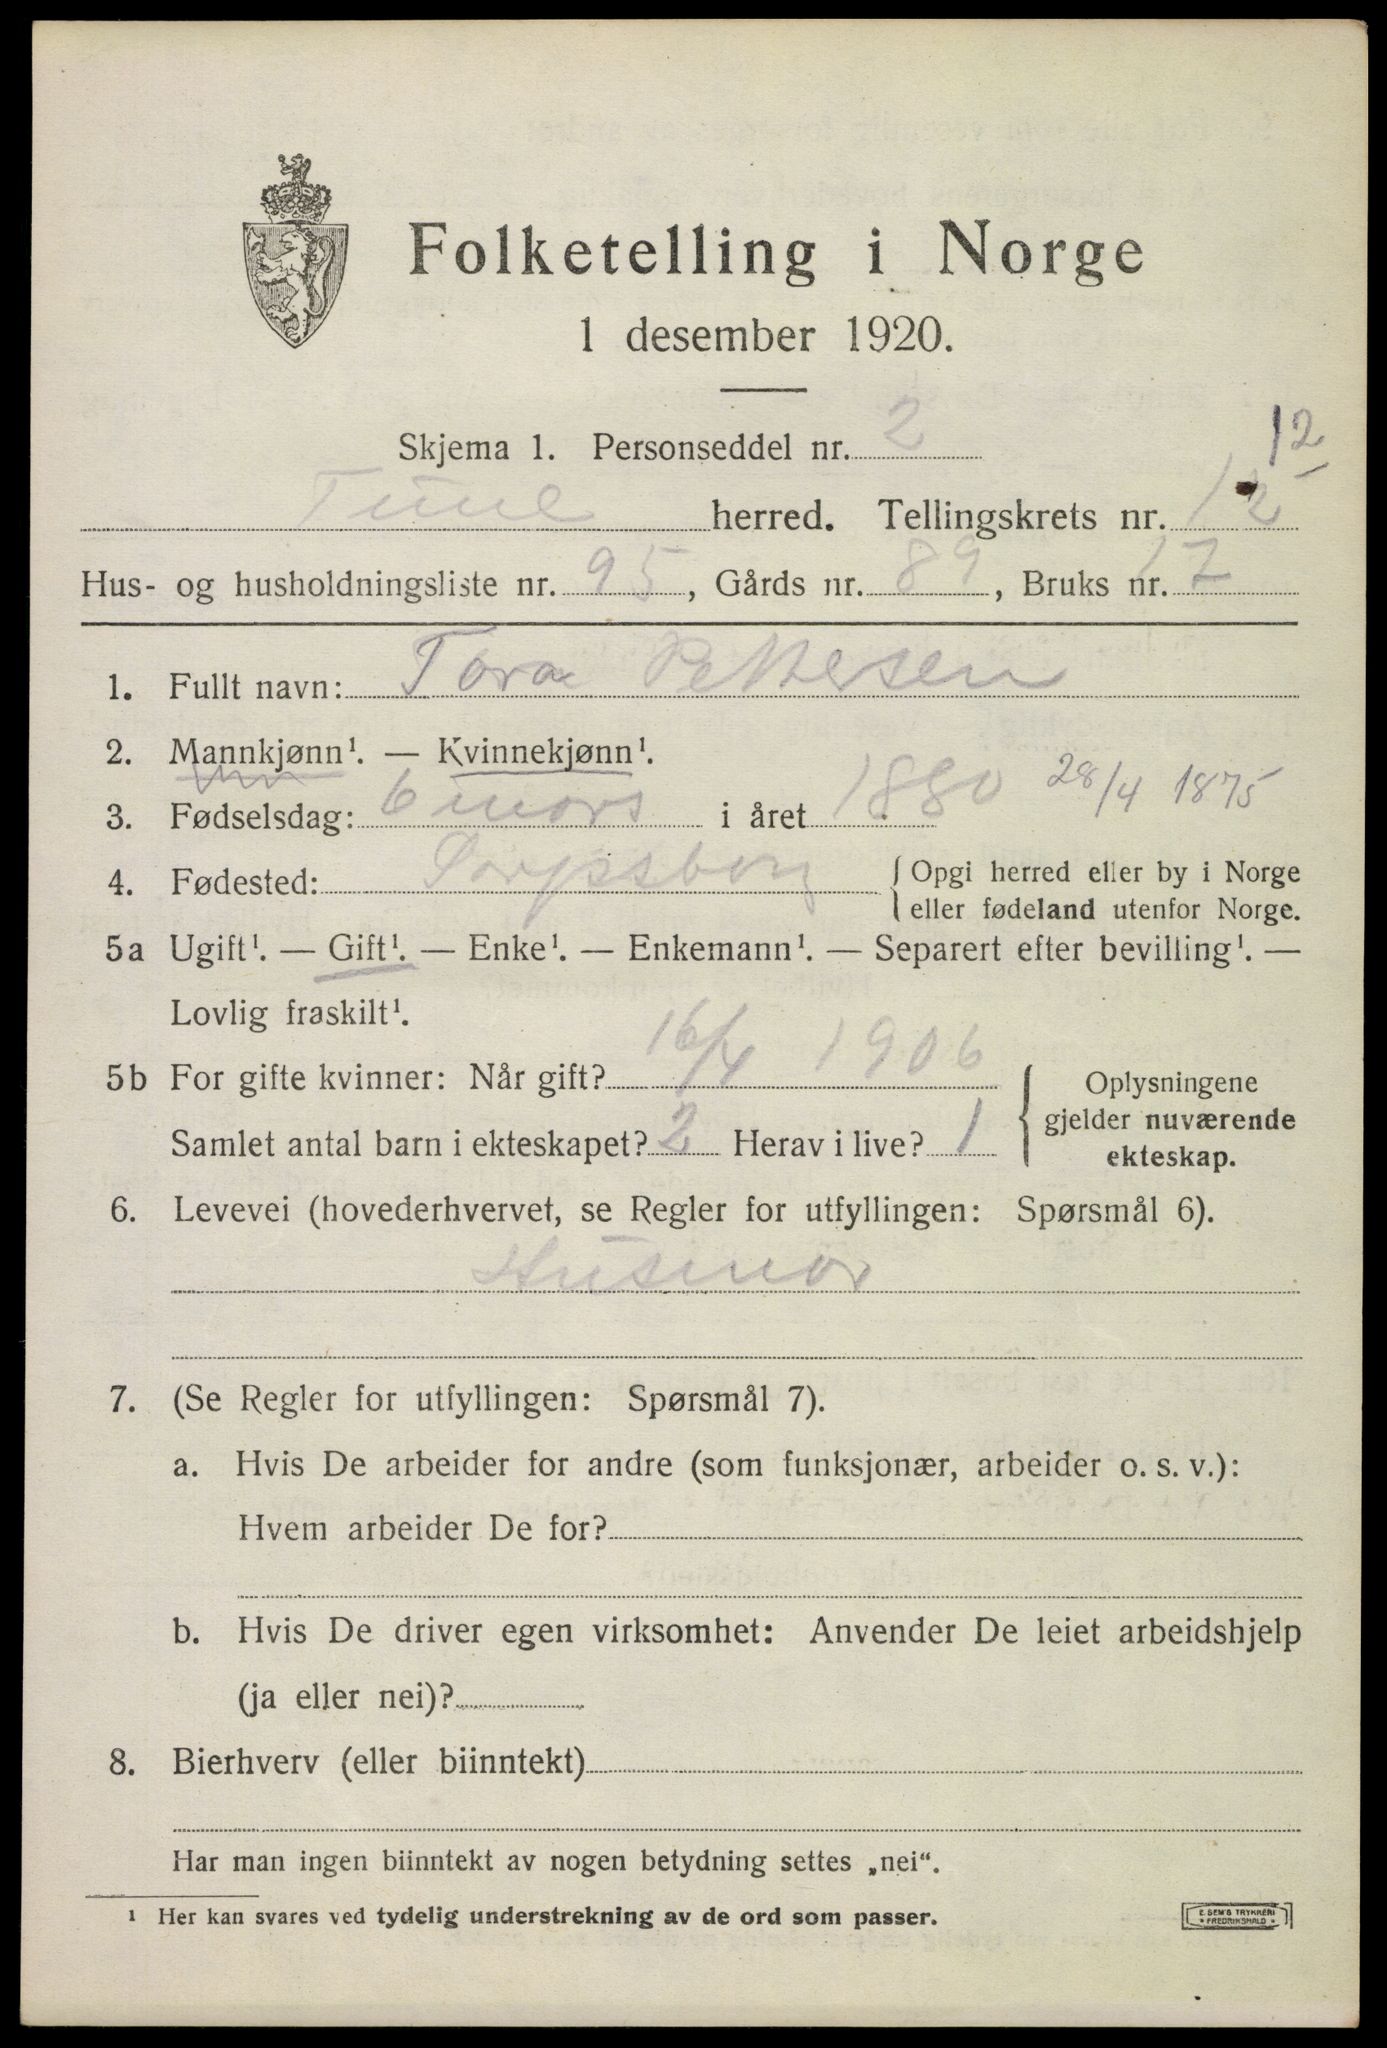 Folketelling i Norge
1 desember 1920.
Skjema 1. Personseddel nr. 2
12
Tune herred. Tellingskrets nr. 12
Hus- og husholdningsliste nr. 95, Gårds nr. 89, Bruks nr. 17
1. Fullt navn: Tora Pettersen
2. Mannkjønn¹. — Kvinnekjønn¹.
3. Fødselsdag: 6 mars i året 1880 28/4 1875
4. Fødested: Sarpsborg { Opgi herred eller by i Norge
eller fødeland utenfor Norge.
5a Ugift¹. — Gift¹. — Enke¹. — Enkemann¹. — Separert efter bevilling¹. —
Lovlig fraskilt¹.
5b For gifte kvinner: Når gift? 16/4 1906 { Oplysningene
gjelder nuværende
Samlet antal barn i ekteskapet? 2 Herav i live? 1
ekteskap.
6. Levevei (hovederhvervet, se Regler for utfyllingen: Spørsmål 6).
Husmor
7. (Se Regler for utfyllingen: Spørsmål 7).
a. Hvis De arbeider for andre (som funksjonær, arbeider o. s. v.):
Hvem arbeider De for?
b. Hvis De driver egen virksomhet: Anvender De leiet arbeidshjelp
(ja eller nei)?
8. Bierhverv (eller biinntekt)
Har man ingen biinntekt av nogen betydning settes „nei“.
¹ Her kan svares ved tydelig understrekning av de ord som passer.
E. SEM'S TRYKKERI
* FREDRIKSHALD *